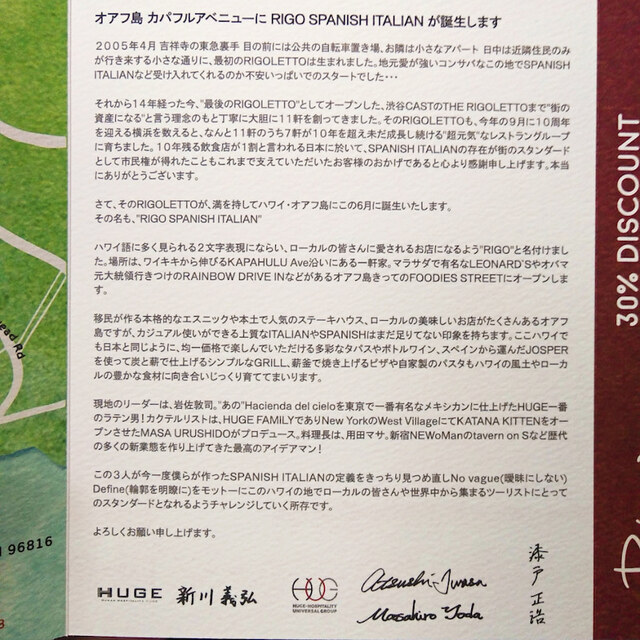 オアフ島 カパフルアベニューに RIGO SPANISH ITALIAN が誕生します
2005年4月 吉祥寺の東急裏手 目の前には公共の自転車置き場、お隣は小さなアパート 日中は近隣住民のみ
が行き来する小さな通りに、最初のRIGOLETTOは生まれました。地元愛が強いコンサバなこの地でSPANISH
ITALIANなど受け入れてくれるのか不安いっぱいでのスタートでした・・・
それから14年経った今、"最後のRIGOLETTO"としてオープンした、渋谷CASTのTHE RIGOLETTOまで"街の
資産になる"と言う理念のもと丁寧に大胆に11軒を創ってきました。そのRIGOLETTOも、今年の9月に10周年
を迎える横浜を数えると、なんと11軒のうち7軒が10年を超え未だ成長し続ける"超元気"なレストラングループ
に育ちました。10年残る飲食店が1割と言われる日本に於いて、SPANISH ITALIANの存在が街のスタンダード
として市民権が得れたこともこれまで支えていただいたお客様のおかげであると心より感謝申し上げます。本当
にありがとうございます。
さて、そのRIGOLETTOが、満を持してハワイ・オアフ島にこの6月に誕生いたします。
その名も、"RIGO SPANISH ITALIAN"
ハワイ語に多く見られる2文字表現にならい、ローカルの皆さんに愛されるお店になるよう"RIGO"と名付けまし
た。場所は、ワイキキから伸びるKAPAHULU Ave沿いにある一軒家。マラサダで有名なLEONARD'Sやオバマ
元大統領行きつけのRAINBOW DRIVE INなどがあるオアフ島きってのFOODIES STREETにオープンしま
す。
移民が作る本格的なエスニックや本土で人気のステーキハウス、ローカルの美味しいお店がたくさんあるオアフ
島ですが、カジュアル使いができる上質なITALIANやSPANISHはまだ足りてない印象を持ちます。ここハワイで
も日本と同じように、均一価格で楽しんでいただける多彩なタパスやボトルワイン、スペインから運んだJOSPER
を使って炭と薪で仕上げるシンプルなGRILL、薪釜で焼き上げるピザや自家製のパスタもハワイの風土やローカ
ルの豊かな食材に向き合いじっくり育てております。
現地のリーダーは、岩佐敦司。"あの"Hacienda del cieloを東京で一番有名なメキシカンに仕上げたHUGE一番
のラテン男!カクテルリストは、HUGE FAMILYでありNew YorkのWest VillageにてKATANA KITTENをオー
プンさせたMASA URUSHIDOがプロデュース。料理長は、用田マサ。新宿NEWoManのtavern on Sなど歴代
の多くの新業態を作り上げてきた最高のアイデアマン!
この3人が今一度僕らが作ったSPANISH ITALIANの定義をきっちり見つめ直しNo vague(曖昧にしない)
Define(輪郭を明瞭に)をモットーにこのハワイの地でローカルの皆さんや世界中から集まるツーリストにとって
のスタンダードとなれるようチャレンジしていく所存です。
よろしくお願い申し上げます。
HUGE
新川 義弘
HUG
HUGE-HOSPITALITY
UNIVERSAL GROUP
Atsushi Iwasa
Masahiro Yoda
漆戸 正浩
30% DISCOUNT
ead Rd
96816